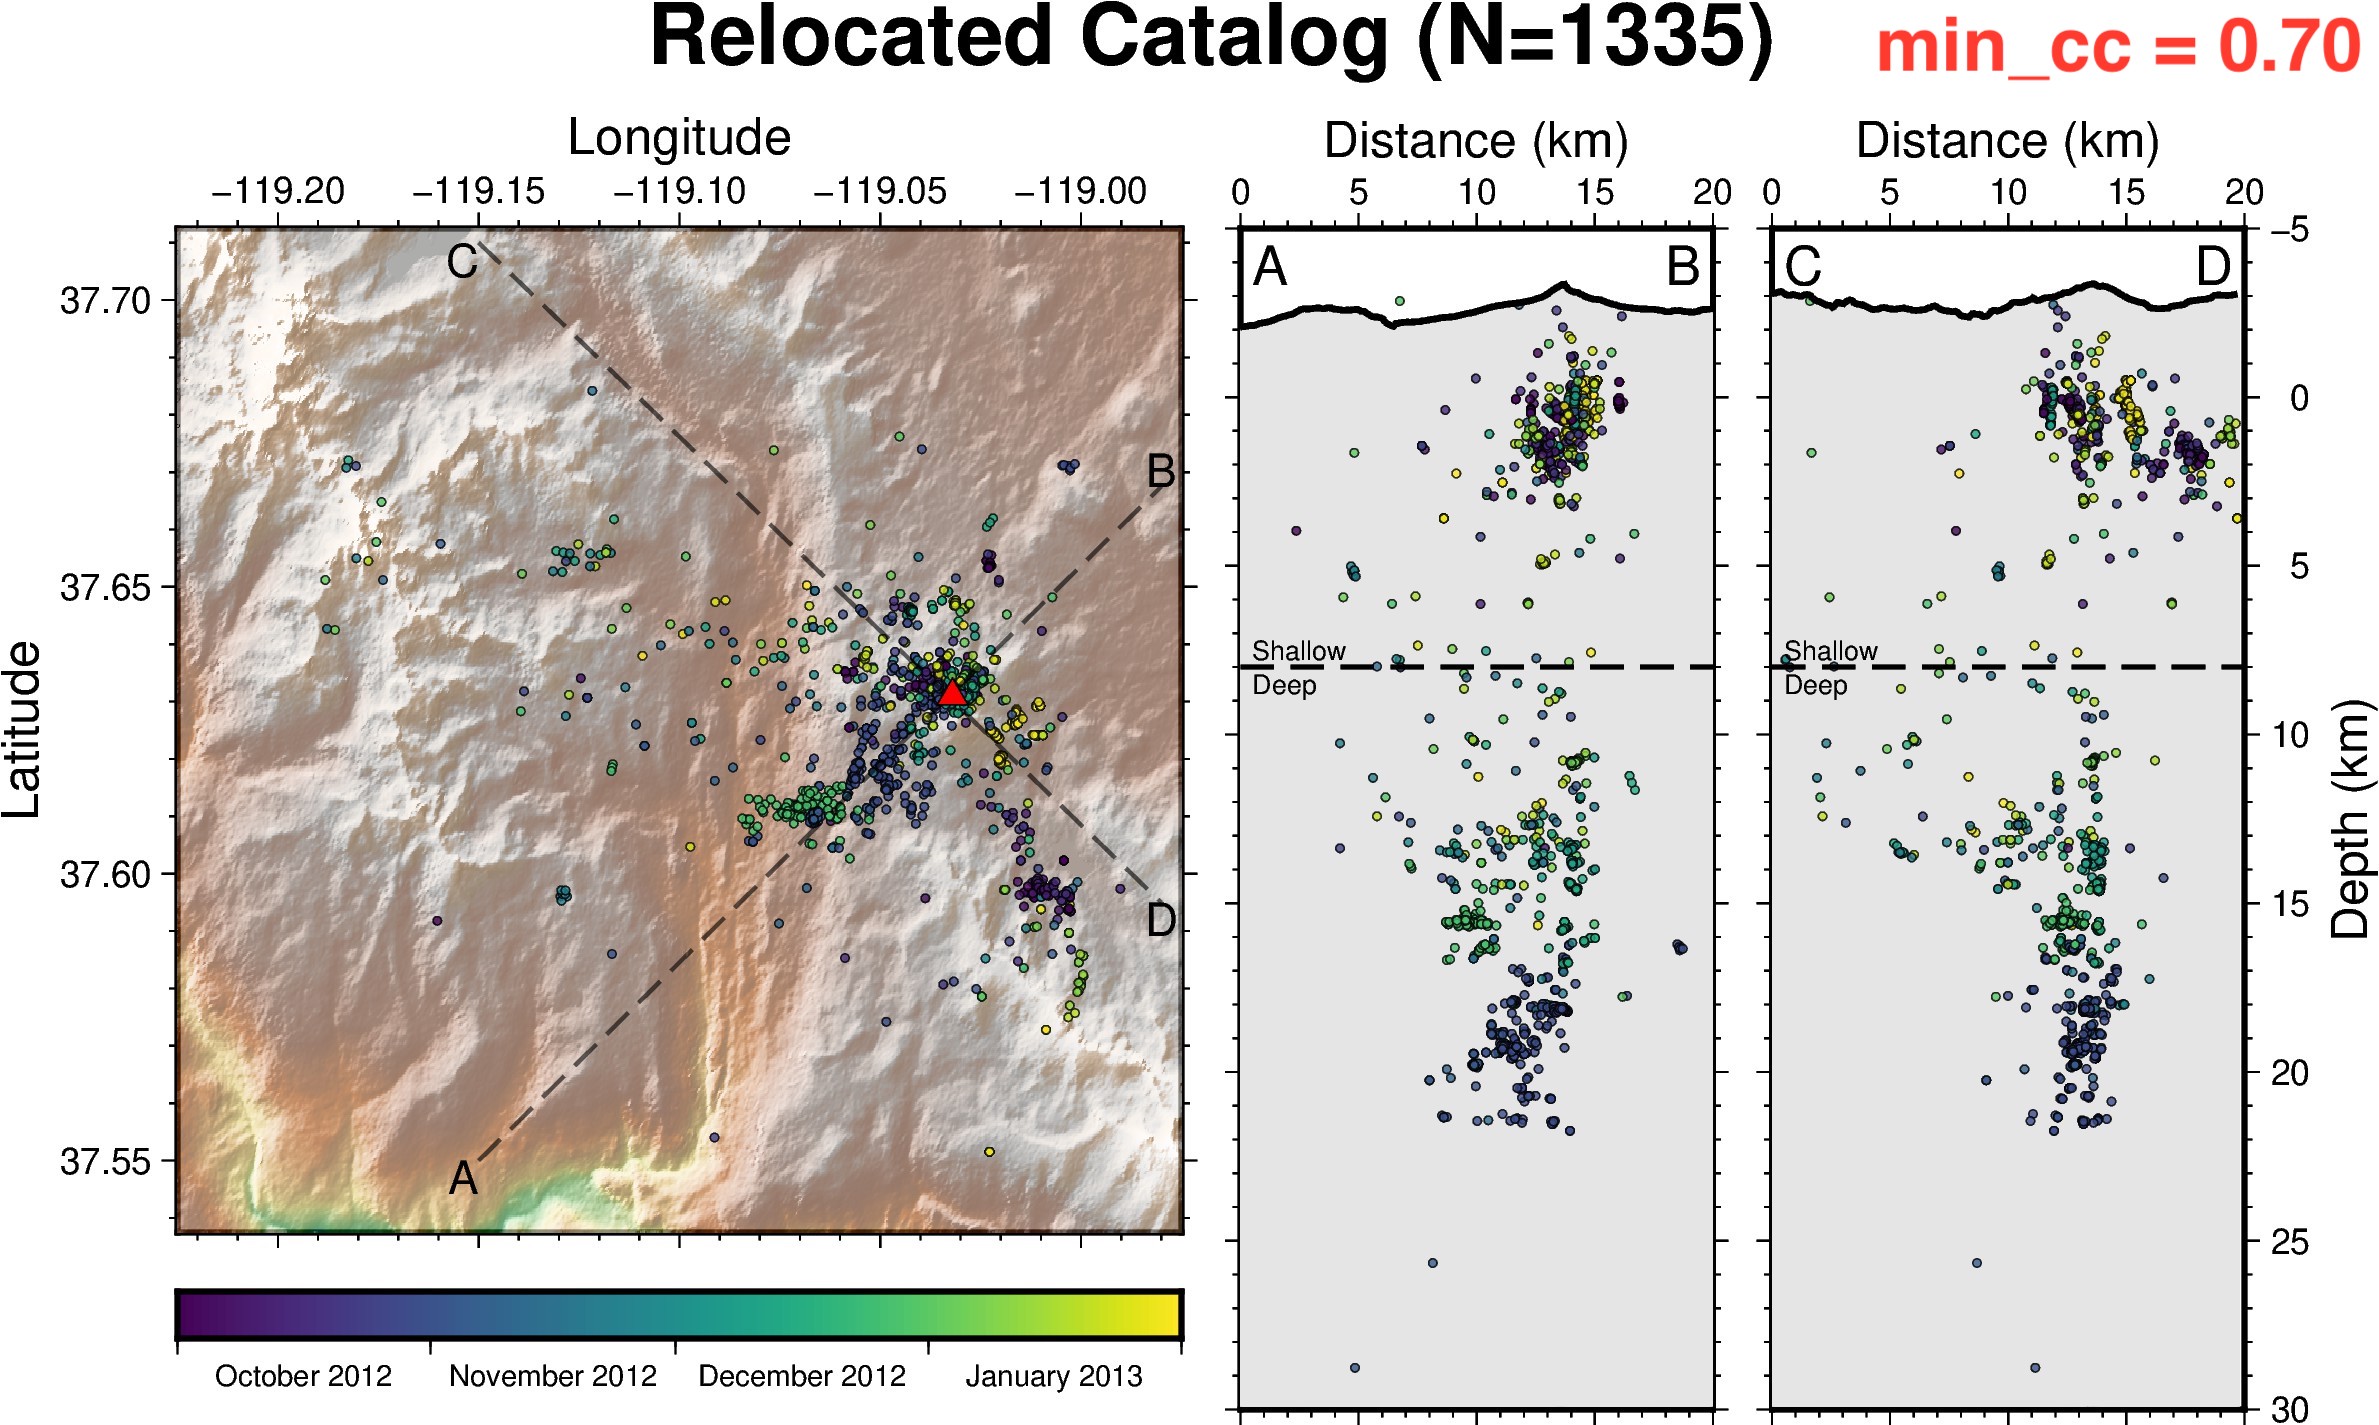 Relocated Catalog (N=1335)
min_cc = 0.70
Longitude
−119.20 −119.15 −119.10 −119.05 −119.00
Latitude
37.70
37.65
37.60
37.55
C
B
D
A
October 2012 November 2012 December 2012 January 2013
Distance (km)
0 5 10 15 20
A B
Shallow
Deep
Distance (km)
0 5 10 15 20
C D
Shallow
Deep
−5
0
5
10
15
20
25
30
Depth (km)